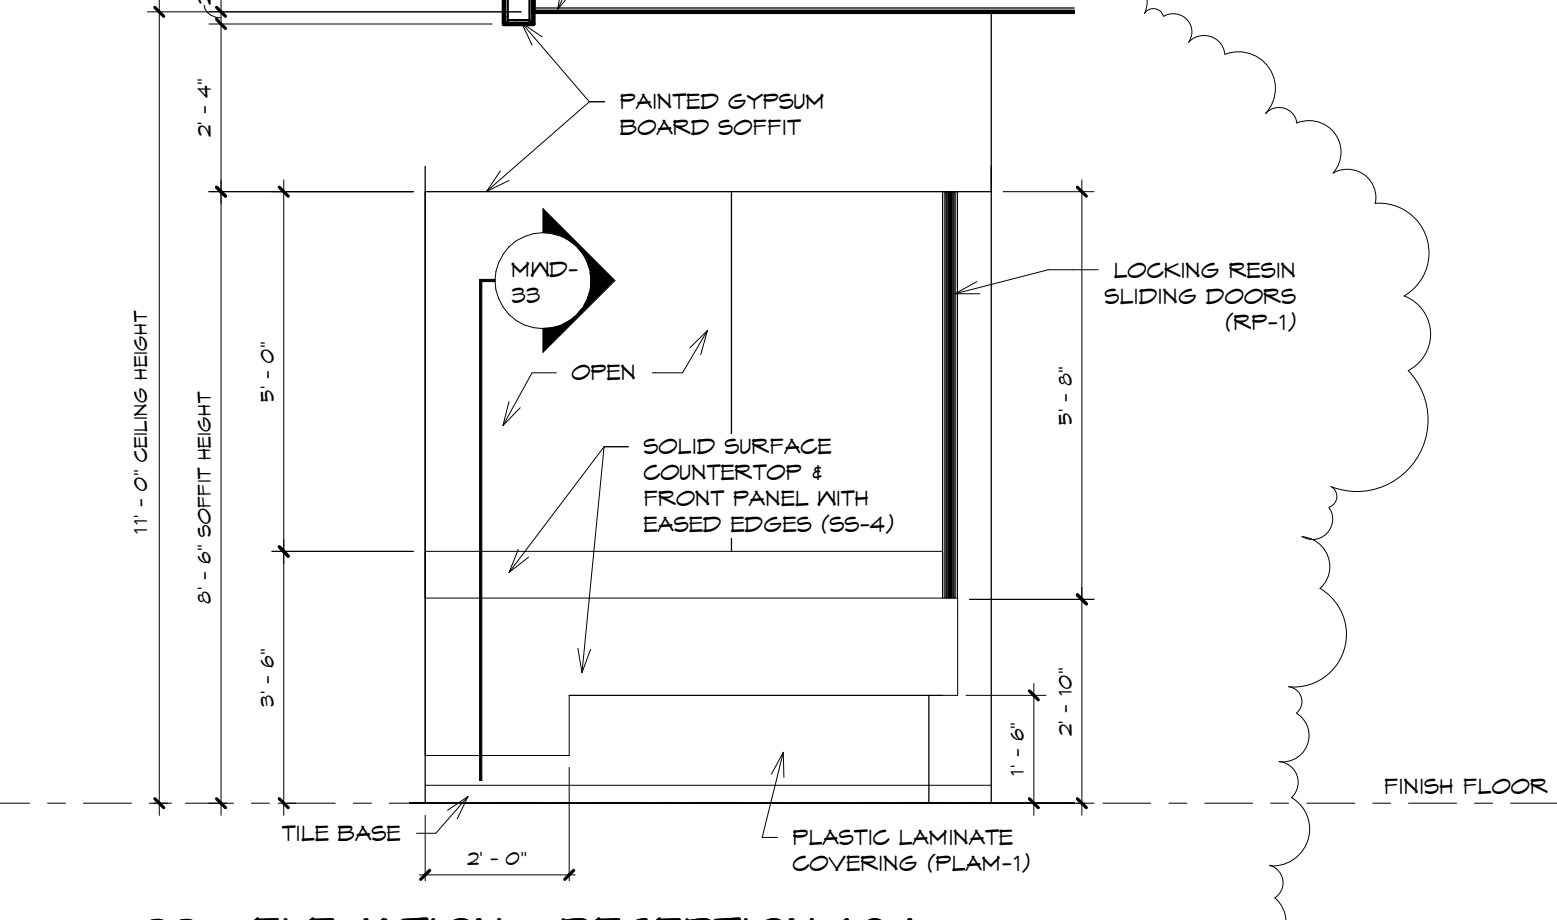 PAINTED GYPSUM
BOARD SOFFIT
2' - 4"
MWD-
33
LOCKING RESIN
SLIDING DOORS
(RP-1)
11' - 0" CEILING HEIGHT
8' - 6" SOFFIT HEIGHT
5' - 0"
OPEN
5' - 8"
SOLID SURFACE
COUNTERTOP &
FRONT PANEL WITH
EASED EDGES (SS-4)
3' - 6"
2' - 10"
1' - 6"
FINISH FLOOR
TILE BASE
PLASTIC LAMINATE
COVERING (PLAM-1)
2' - 0"